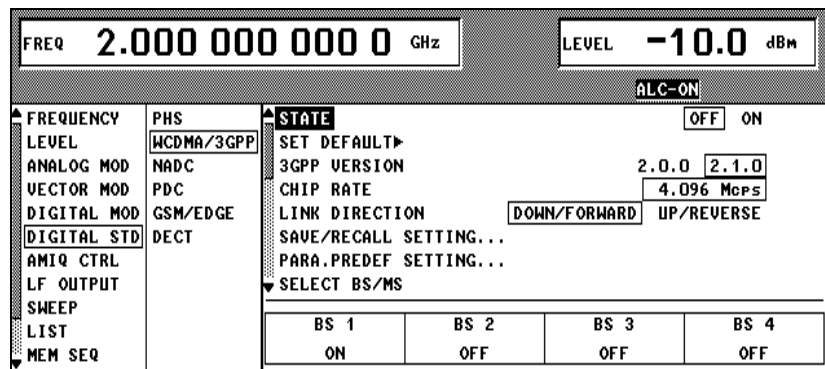 FREQ 2.000 000 000 0 GHz LEVEL -10.0 dBm
ALC-ON
FREQUENCY PHS STATE OFF ON
LEVEL WCDMA/3GPP SET DEFAULT▶
ANALOG MOD NADC 3GPP VERSION 2.0.0 2.1.0
VECTOR MOD PDC CHIP RATE 4.096 Mcps
DIGITAL MOD GSM/EDGE LINK DIRECTION DOWN/FORWARD UP/REVERSE
DIGITAL STD DECT SAVE/RECALL SETTING...
AMIQ CTRL PARA.PREDEF SETTING...
LF OUTPUT SELECT BS/MS
SWEEP
LIST BS 1 BS 2 BS 3 BS 4
MEM SEQ ON OFF OFF OFF